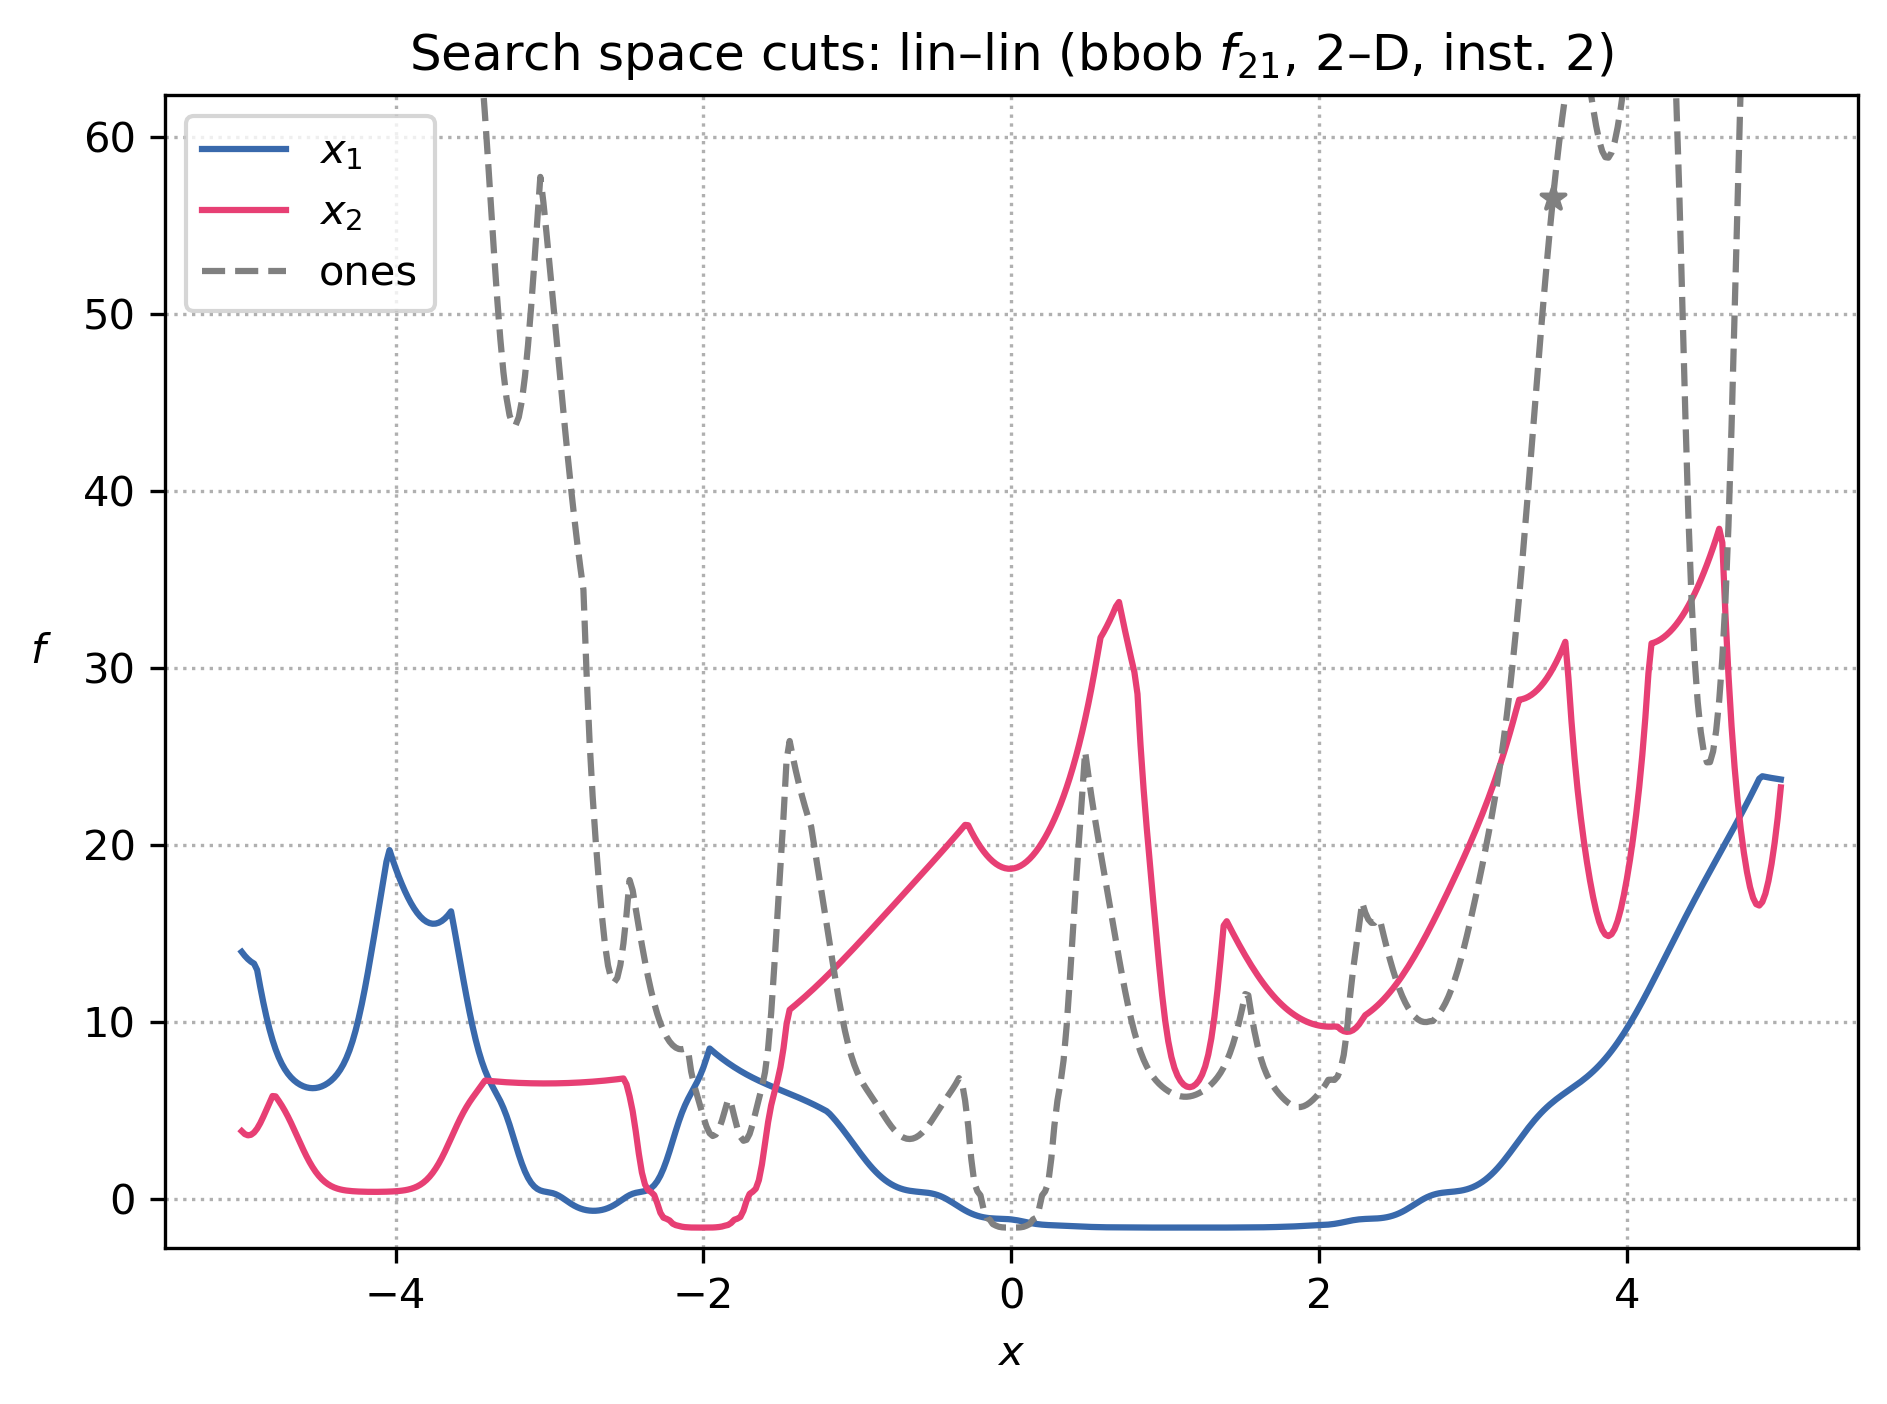 Search space cuts: lin–lin (bbob f21, 2–D, inst. 2)
x1
x2
ones
60
50
40
30
20
10
0
f
−4 −2 0 2 4
x